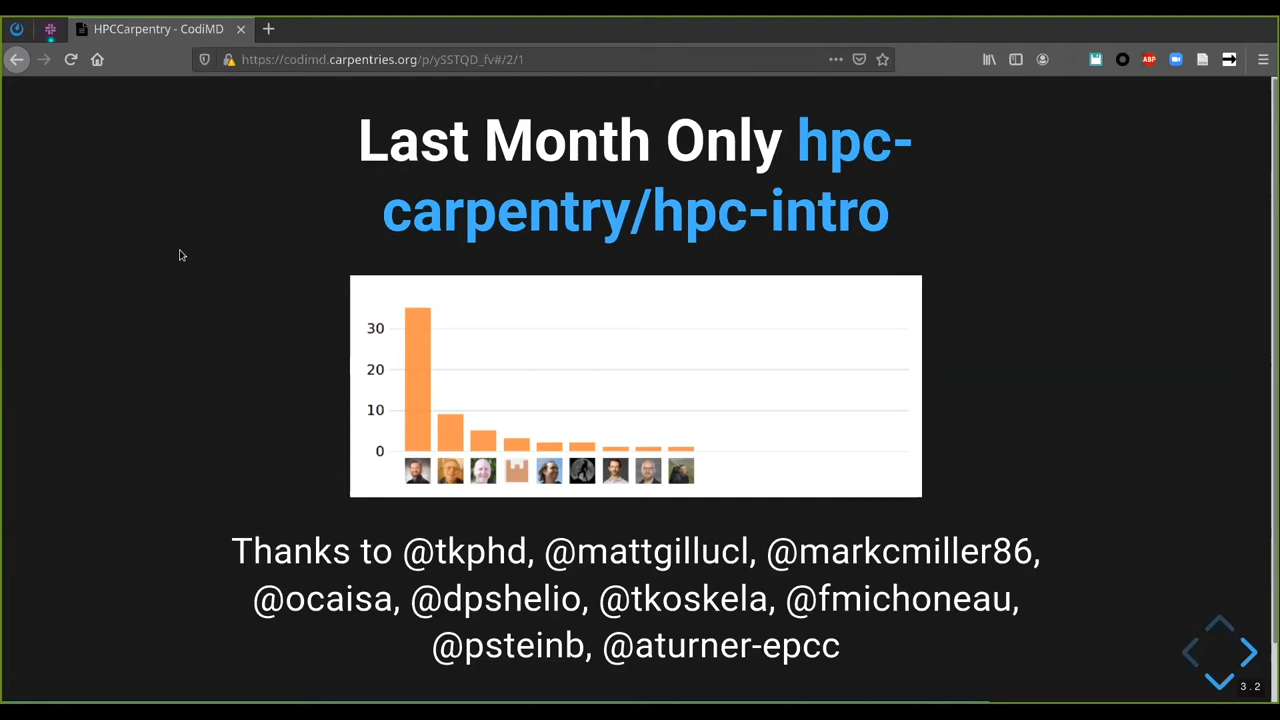 HPCCarpentry - CodiMD
https://codimd.carpentries.org/p/ySSTQD_fv#/2/1
ABP
Last Month Only hpc-
carpentry/hpc-intro
30
20
10
0
Thanks to @tkphd, @mattgillucl, @markcmiller86,
@ocaisa, @dpshelio, @tkoskela, @fmichoneau,
@psteinb, @aturner-epcc
3.2